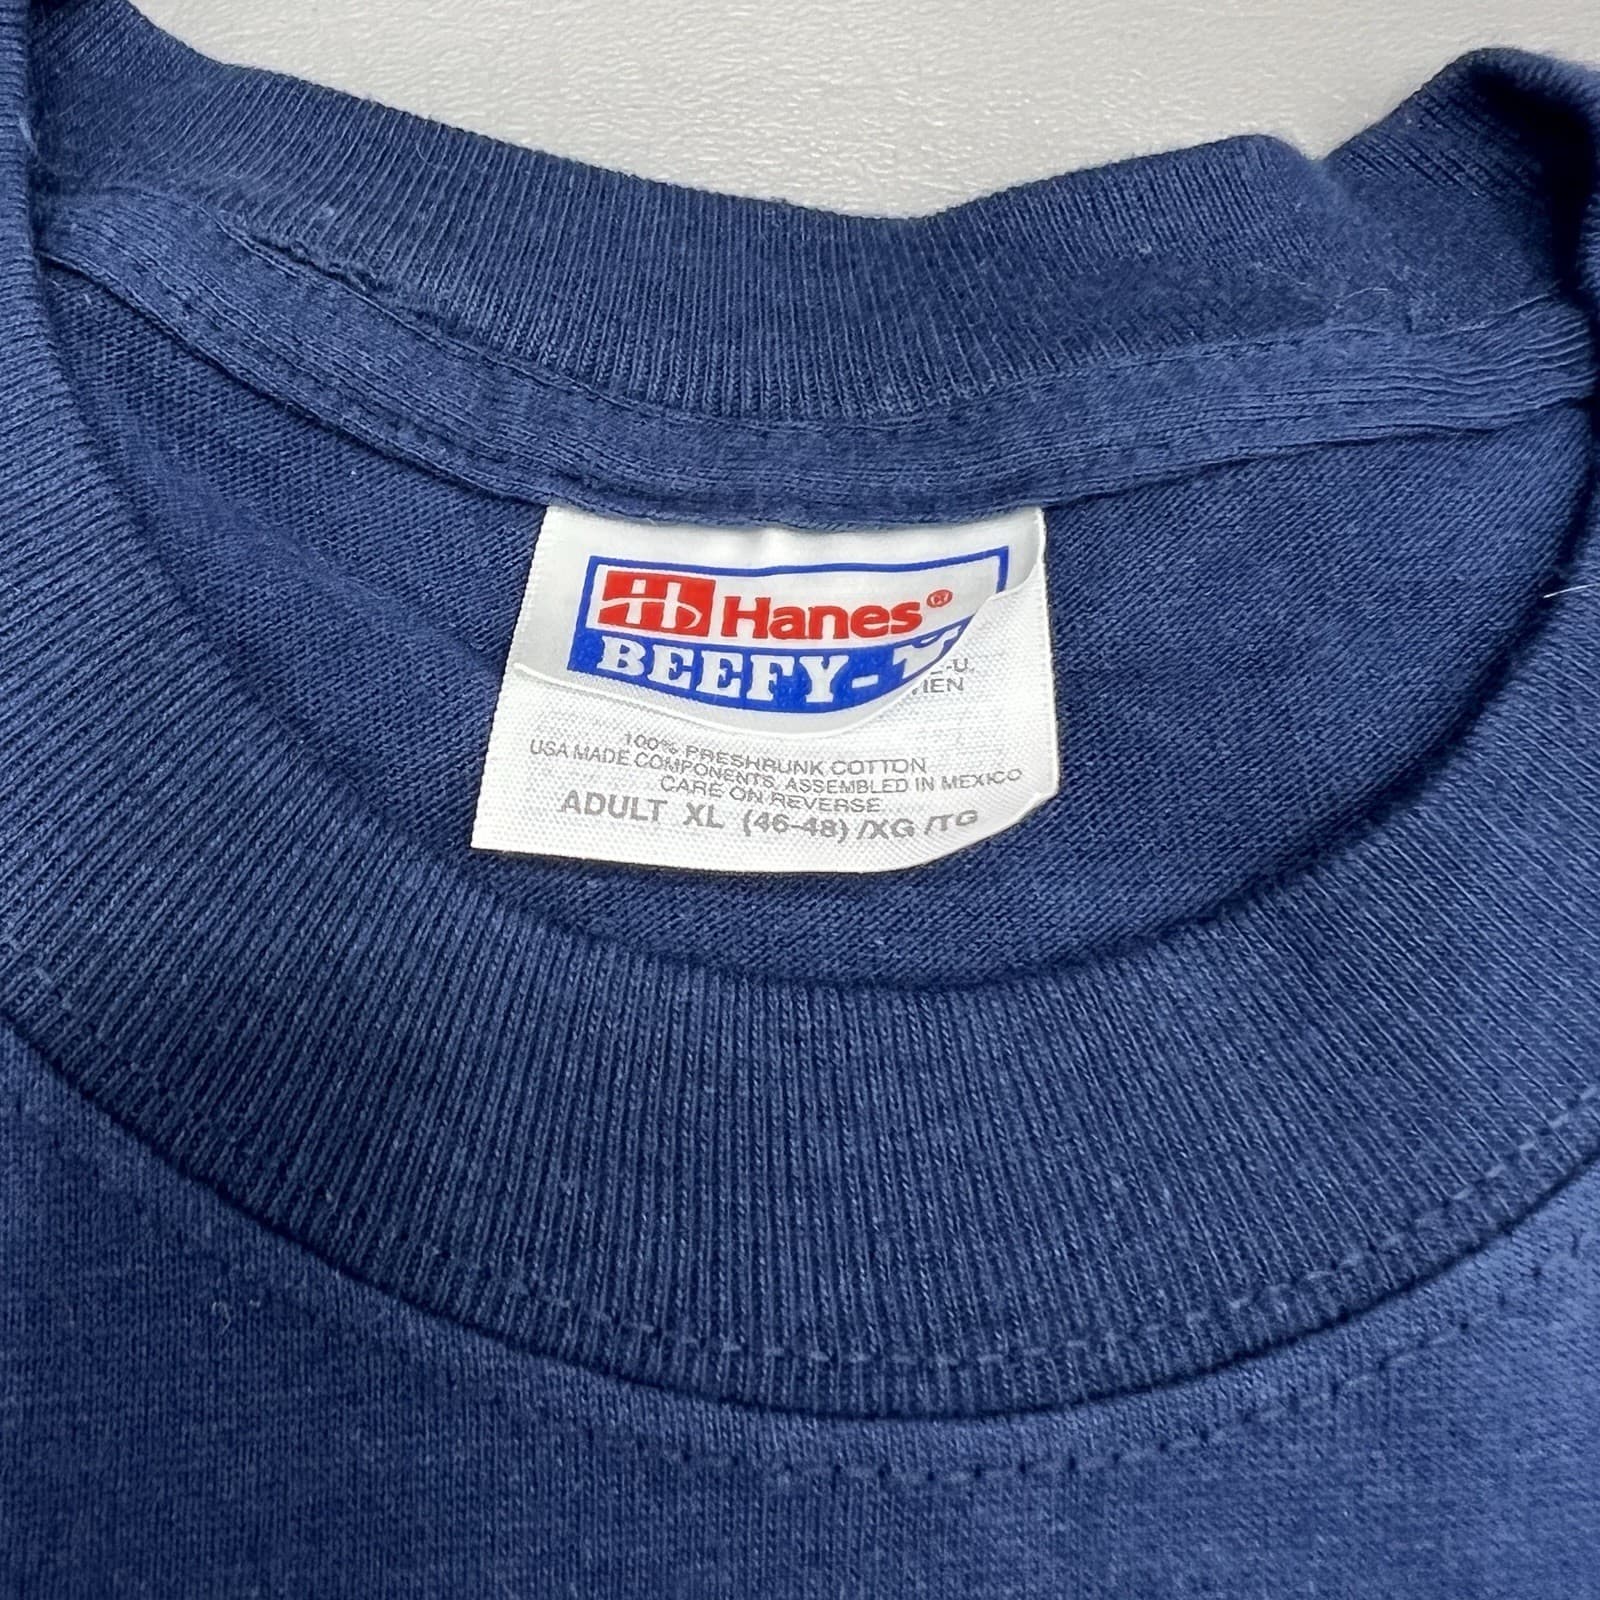 Hanes®
BEEFY-T
-U.
IEN
100% PRESHRUNK COTTON
USA MADE COMPONENTS, ASSEMBLED IN MEXICO
CARE ON REVERSE
ADULT XL (46-48) /XG /TG